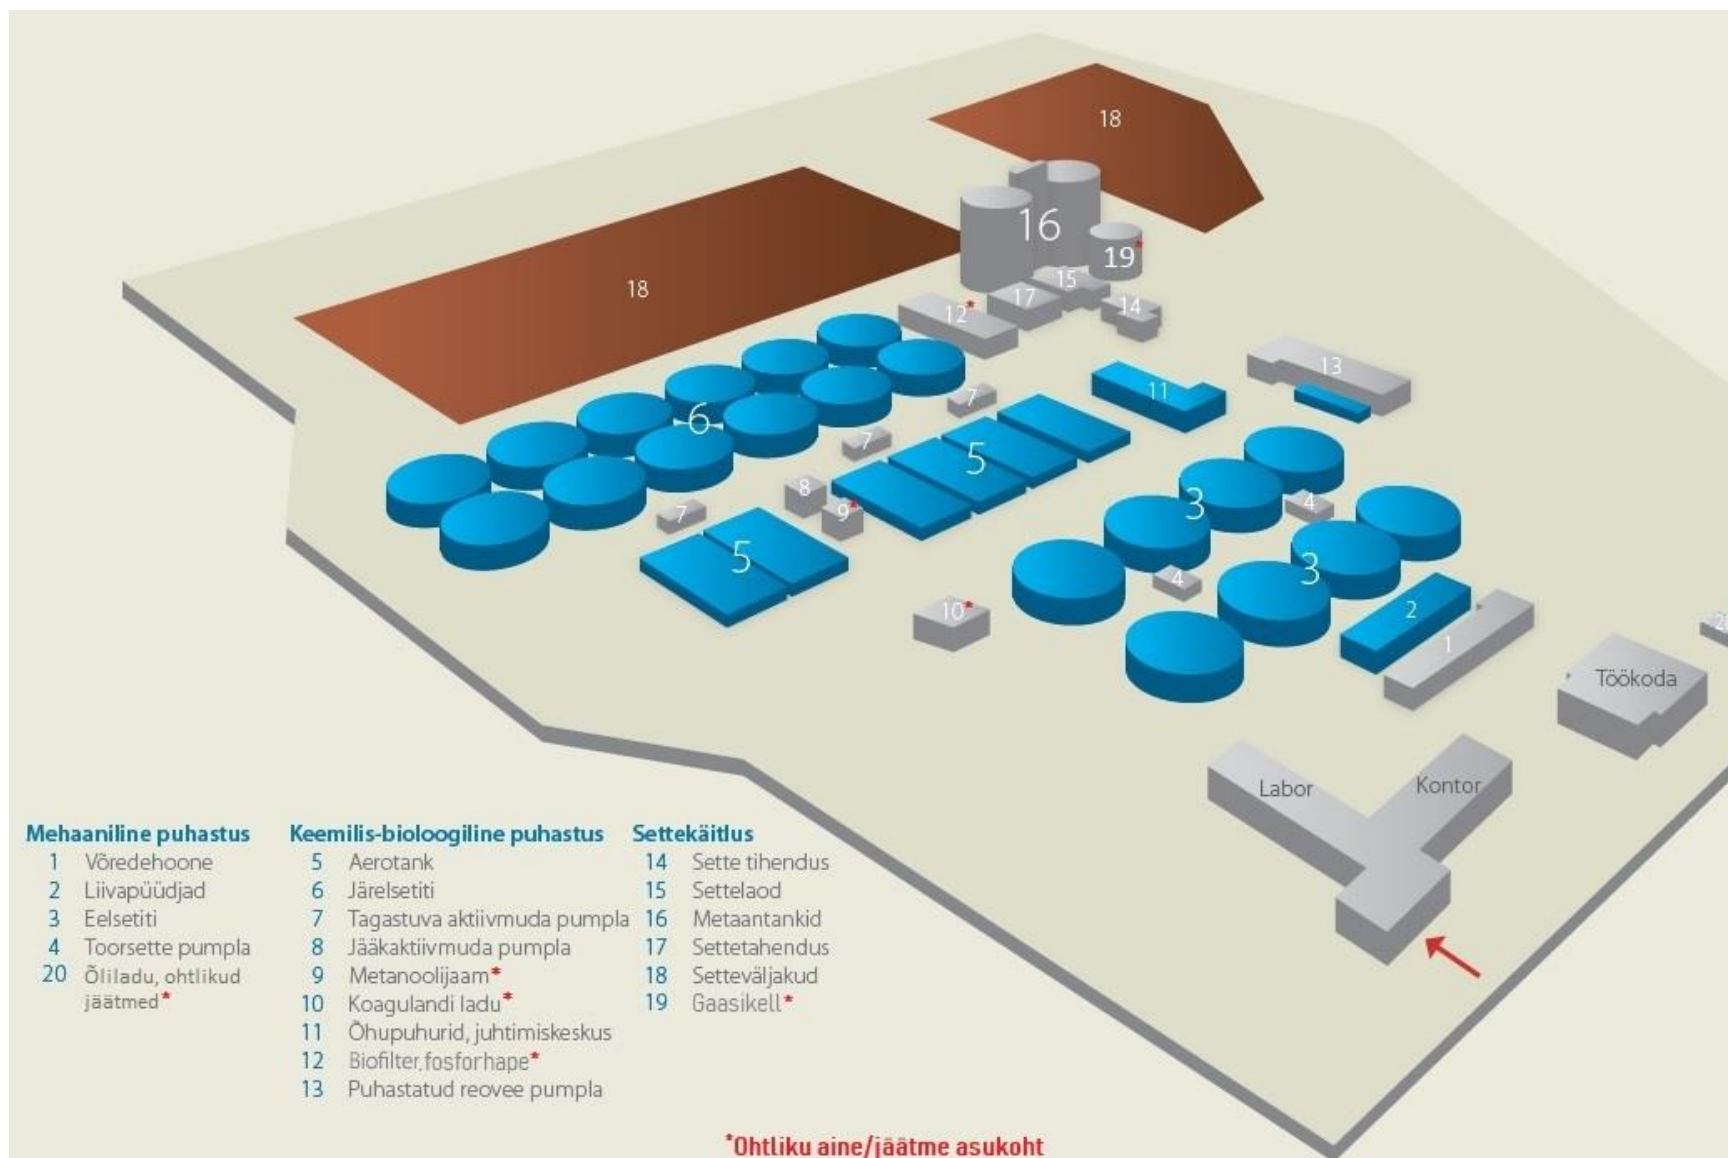 18
18
16
19*
15
17
14
12*
13
11
7
6
7
5
3
8
4
9*
7
3
5
4
10*
2
1
Töökoda
Labor
Kontor
Mehaaniline puhastus
1 Võredehoone
2 Liivapüüdjad
3 Eelsetiti
4 Toorsette pumpla
20 Õliladu, ohtlikud
jäätmed*
Keemilis-bioloogiline puhastus
5 Aerotank
6 Järelsetiti
7 Tagastuva aktiivmuda pumpla
8 Jääkaktiivmuda pumpla
9 Metanoolijaam*
10 Koagulandi ladu*
11 Õhupuhurid, juhtimiskeskus
12 Biofilter, fosforhape*
13 Puhastatud reovee pumpla
Settekäitlus
14 Sette tihendus
15 Settelaod
16 Metaantankid
17 Settetahendus
18 Setteväljakud
19 Gaasikell*
*Ohtliku aine/jäätme asukoht